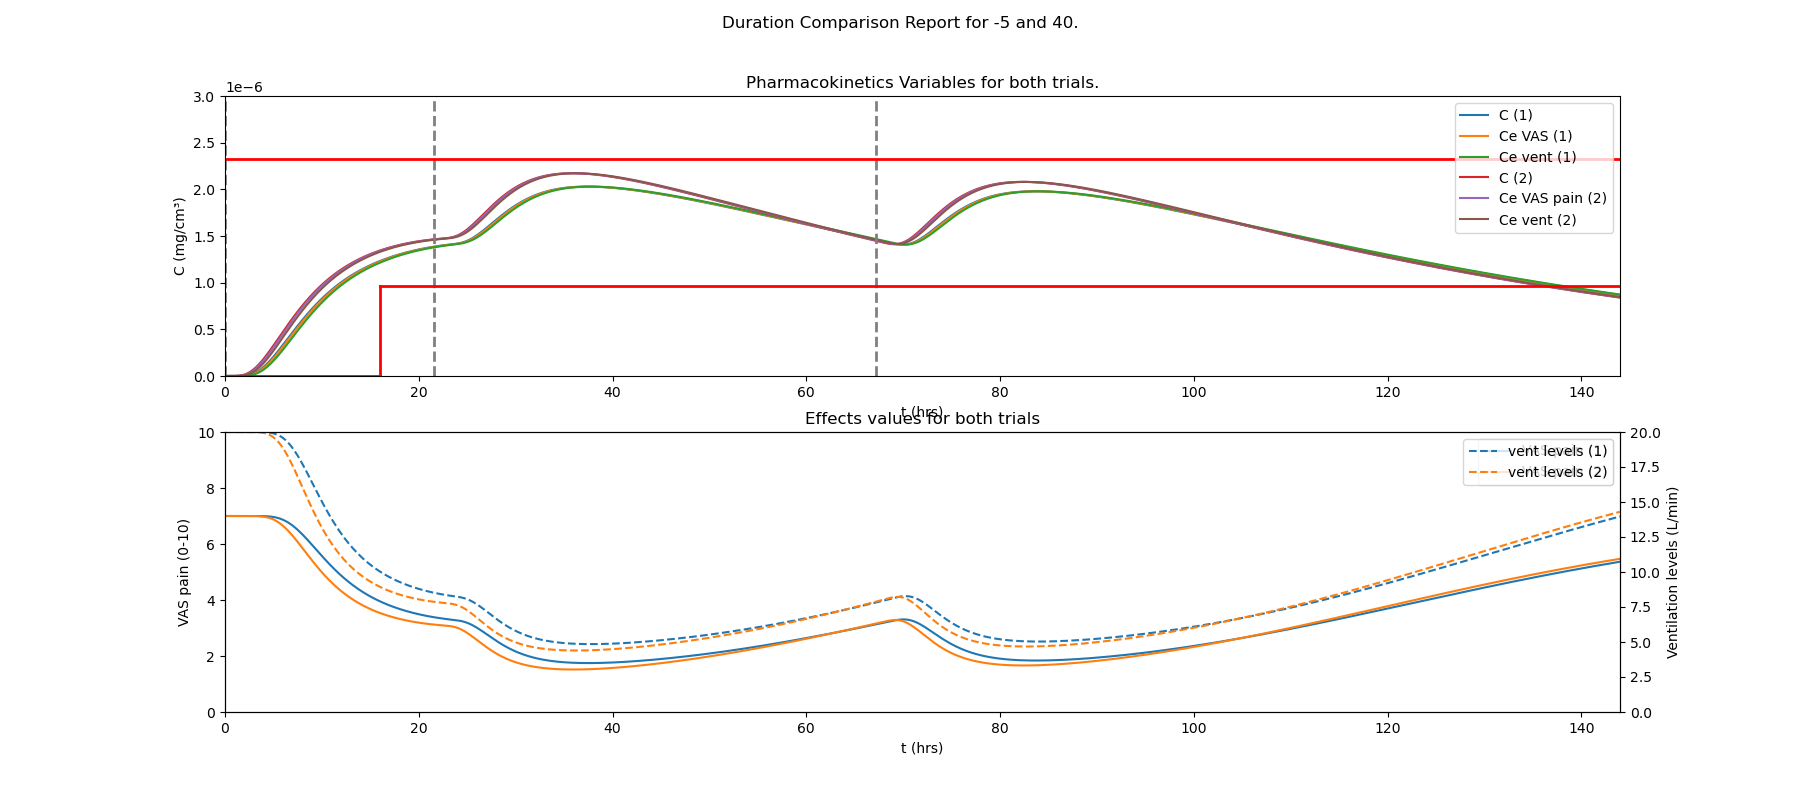 Duration Comparison Report for -5 and 40.
Pharmacokinetics Variables for both trials.
1e−6
3.0
2.5
2.0
1.5
1.0
0.5
0.0
C (mg/cm³)
C (1)
Ce VAS (1)
Ce vent (1)
C (2)
Ce VAS pain (2)
Ce vent (2)
0 20 40 60 80 100 120 140
t (hrs)
Effects values for both trials
10
8
6
4
2
0
VAS pain (0-10)
vent levels (1)
vent levels (2)
20.0
17.5
15.0
12.5
10.0
7.5
5.0
2.5
0.0
Ventilation levels (L/min)
0 20 40 60 80 100 120 140
t (hrs)